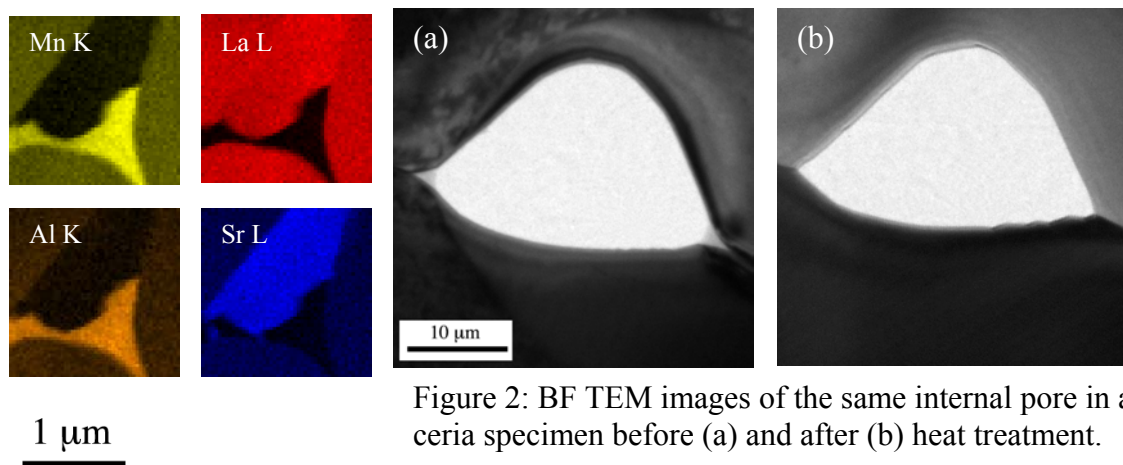 Mn K
La L
Al K
Sr L
1 μm
(a)
(b)
10 μm
Figure 2: BF TEM images of the same internal pore in a
ceria specimen before (a) and after (b) heat treatment.